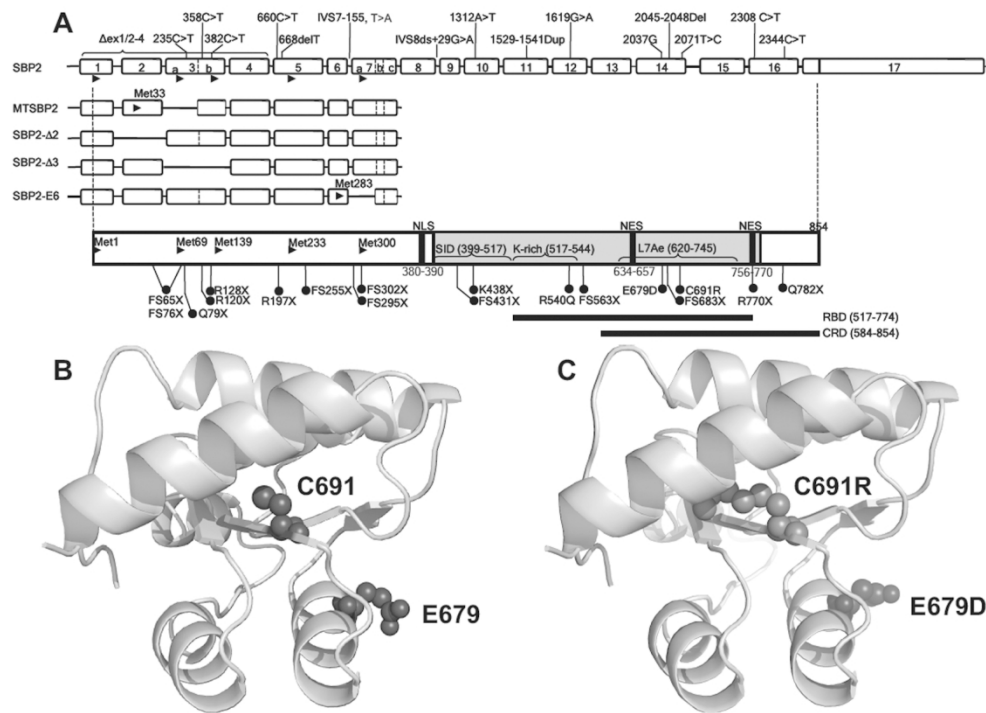 A
358C>T
660C>T
IVS7-155, T>A
1312A>T
1619G>A
2045-2048Del
2308 C>T
Δex1/2-4
235C>T
382C>T
668delT
IVS8ds+29G>A
1529-1541Dup
2037G
2071T>C
2344C>T
SBP2
1 2 a 3 b 4 5 6 a 7 b c 8 9 10 11 12 13 14 15 16 17
MTSBP2
Met33
SBP2-Δ2
SBP2-Δ3
SBP2-E6
Met283
NLS
NES
NES
854
Met1
Met69
Met139
Met233
Met300
SID (399-517)
K-rich (517-544)
L7Ae (620-745)
380-390
634-657
756-770
FS65X
FS76X
Q79X
R128X
R120X
R197X
FS255X
FS302X
FS295X
K438X
FS431X
R540Q
FS563X
E679D
C691R
FS683X
R770X
Q782X
RBD (517-774)
CRD (584-854)
B
C691
E679
C
C691R
E679D